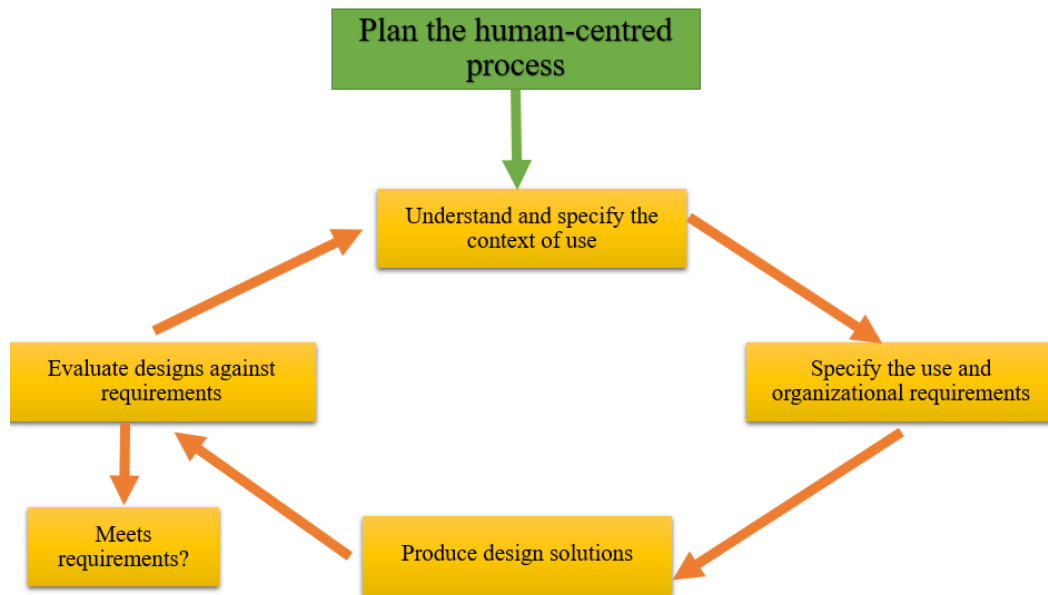 Plan the human-centred
process
Understand and specify the
context of use
Evaluate designs against
requirements
Specify the use and
organizational requirements
Meets
requirements?
Produce design solutions